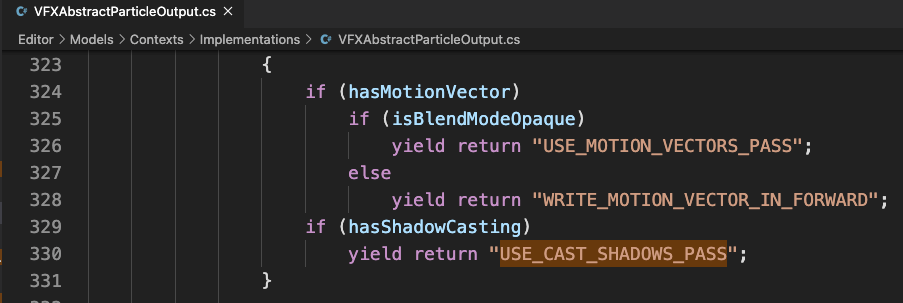 VFXAbstractParticleOutput.cs ×
Editor > Models > Contexts > Implementations > VFXAbstractParticleOutput.cs
323 {
324 if (hasMotionVector)
325 if (isBlendModeOpaque)
326 yield return "USE_MOTION_VECTORS_PASS";
327 else
328 yield return "WRITE_MOTION_VECTOR_IN_FORWARD";
329 if (hasShadowCasting)
330 yield return "USE_CAST_SHADOWS_PASS";
331 }